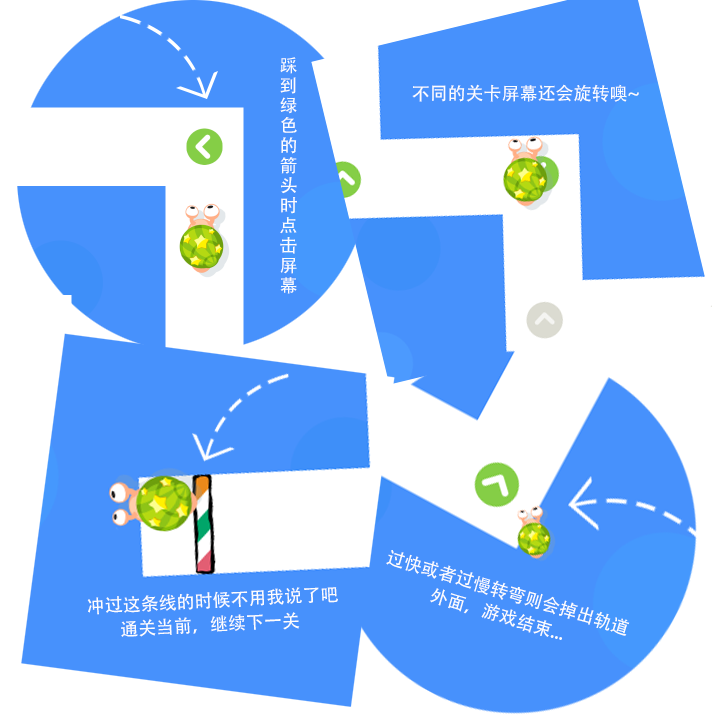 踩到绿色的箭头时点击屏幕
不同的关卡屏幕还会旋转噢~
冲过这条线的时候不用我说了吧
通关当前，继续下一关
过快或者过慢转弯则会掉出轨道
外面，游戏结束...